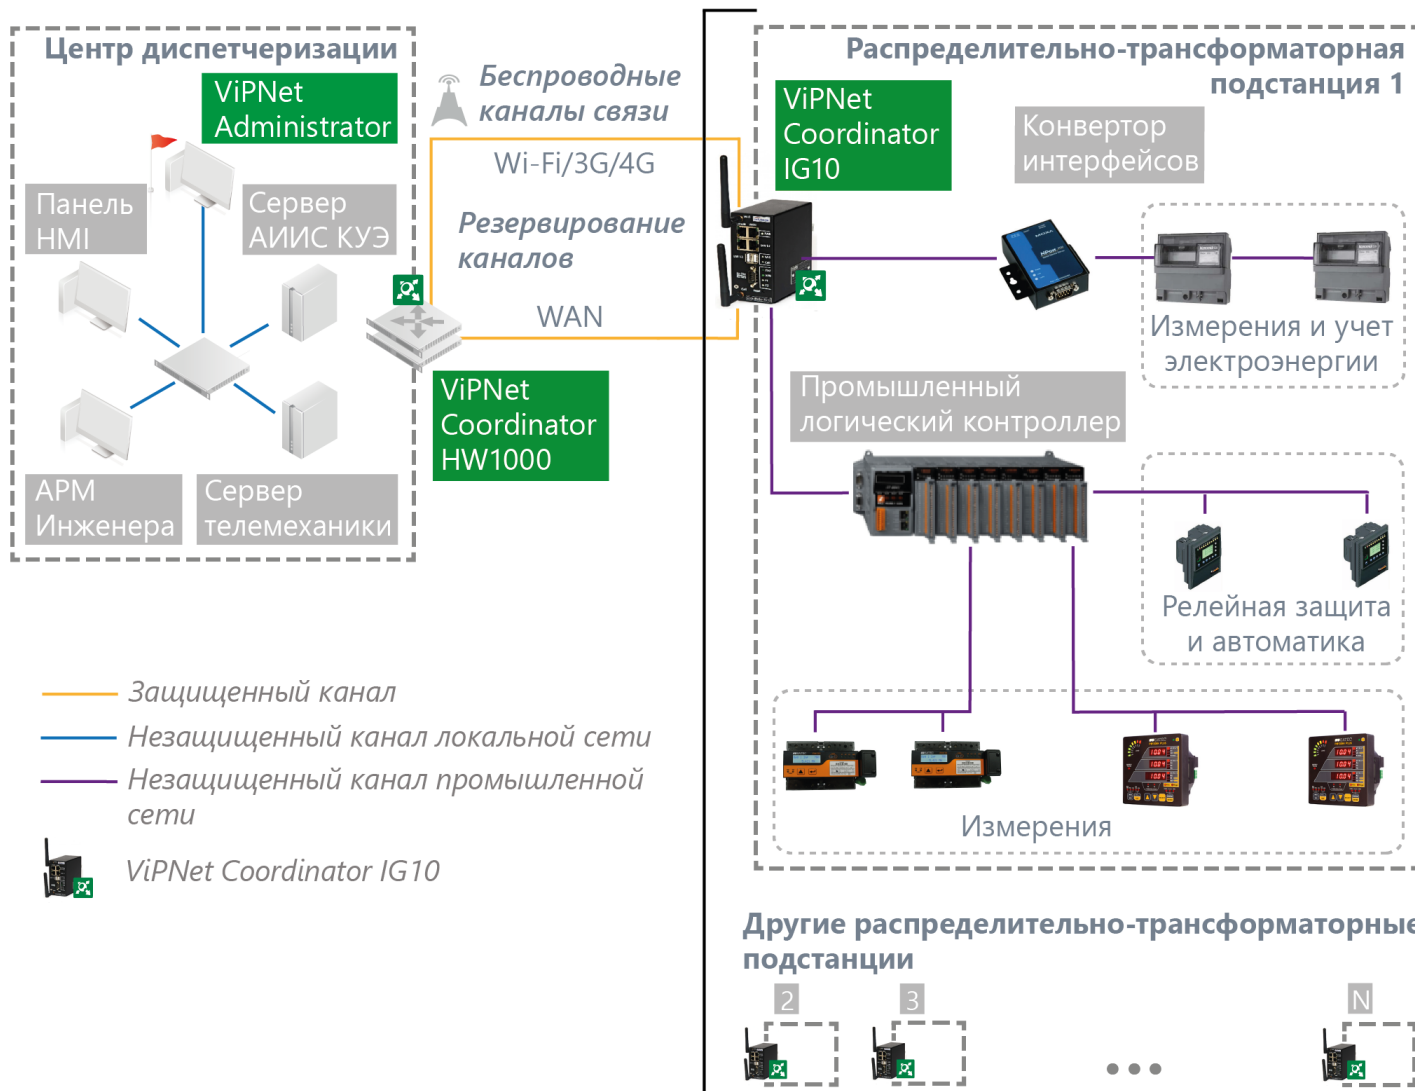 Центр диспетчеризации
ViPNet
Administrator
Панель
HMI
Сервер
АИИС КУЭ
АРМ
Инженера
Сервер
телемеханики
Беспроводные
каналы связи
Wi-Fi/3G/4G
Резервирование
каналов
WAN
ViPNet
Coordinator
HW1000
Распределительно-трансформаторная
подстанция 1
ViPNet
Coordinator
IG10
Конвертор
интерфейсов
Измерения и учет
электроэнергии
Промышленный
логический контроллер
Релейная защита
и автоматика
Измерения
Защищенный канал
Незащищенный канал локальной сети
Незащищенный канал промышленной
сети
ViPNet Coordinator IG10
Другие распределительно-трансформаторные
подстанции
2
3
N